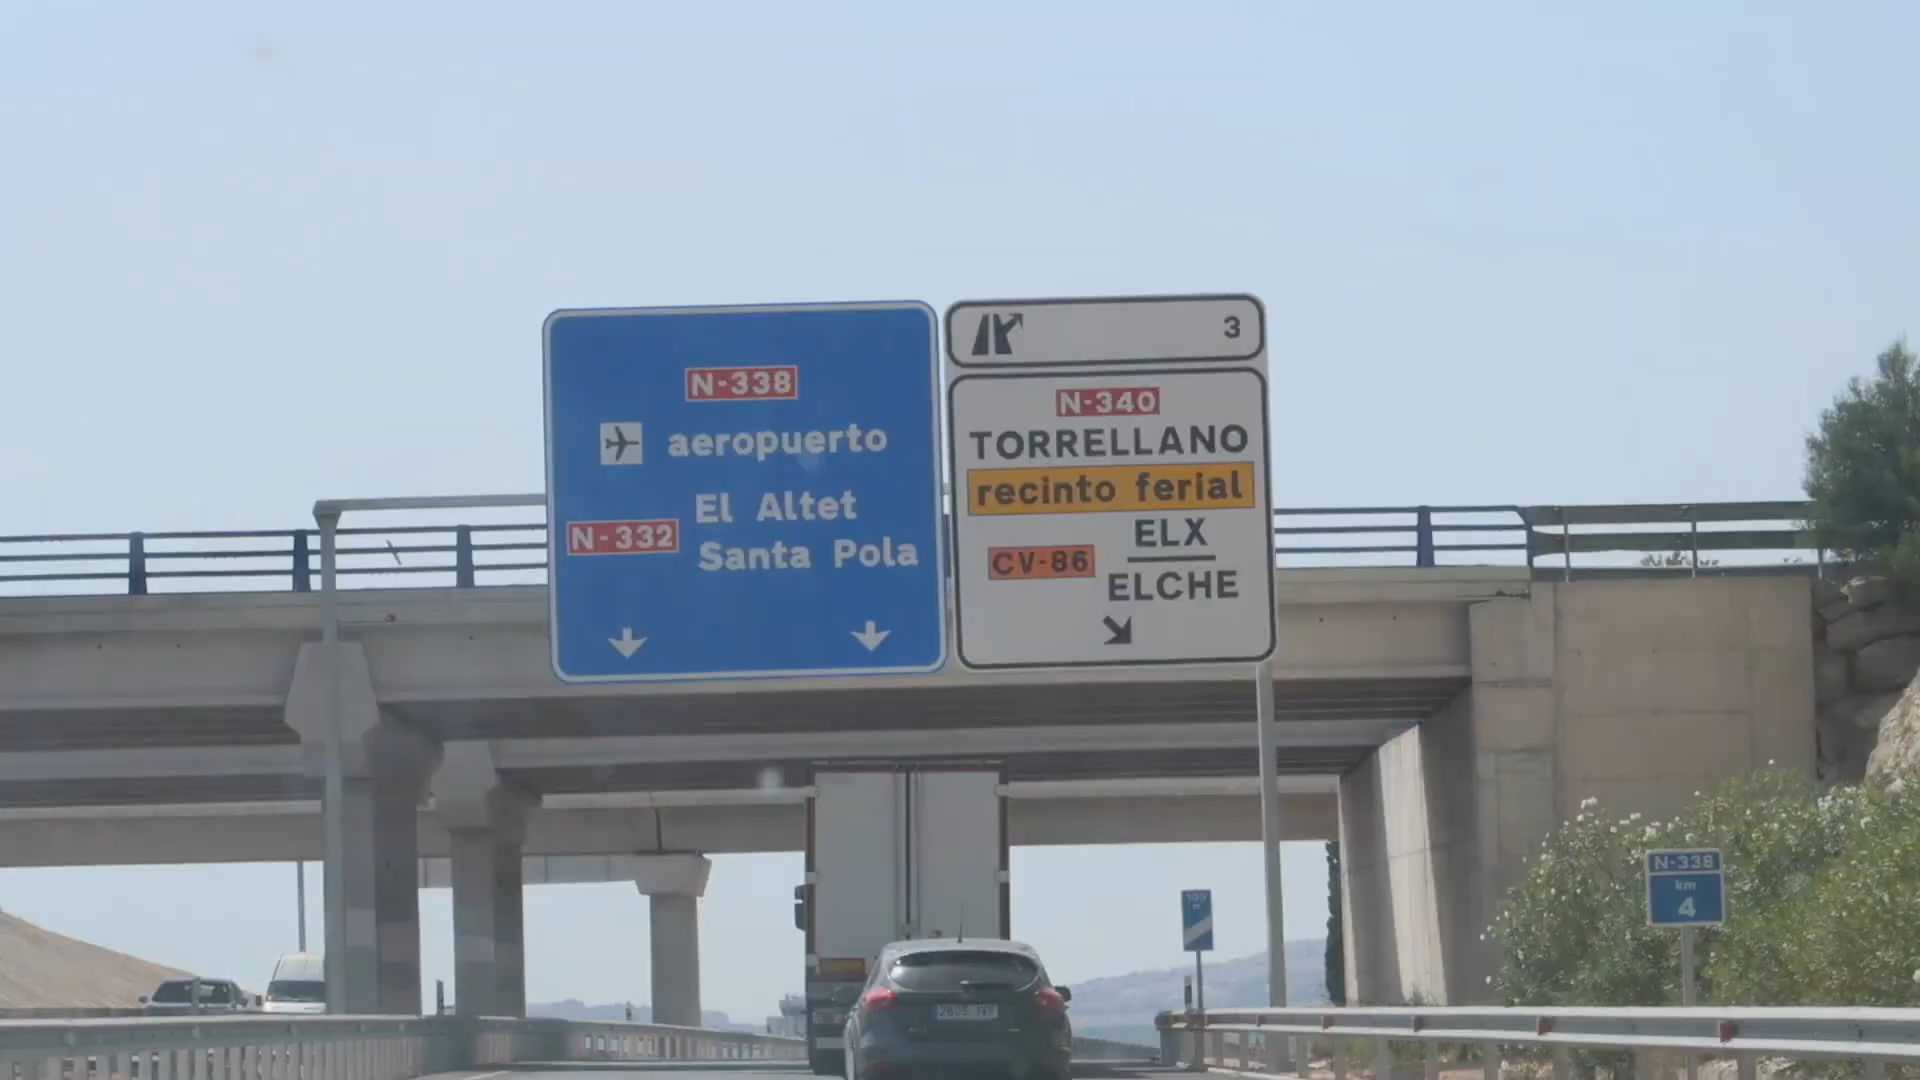 N-338
aeropuerto
El Altet
N-332
Santa Pola
3
N-340
TORRELLANO
recinto ferial
ELX
CV-86
ELCHE
N-338
km
4